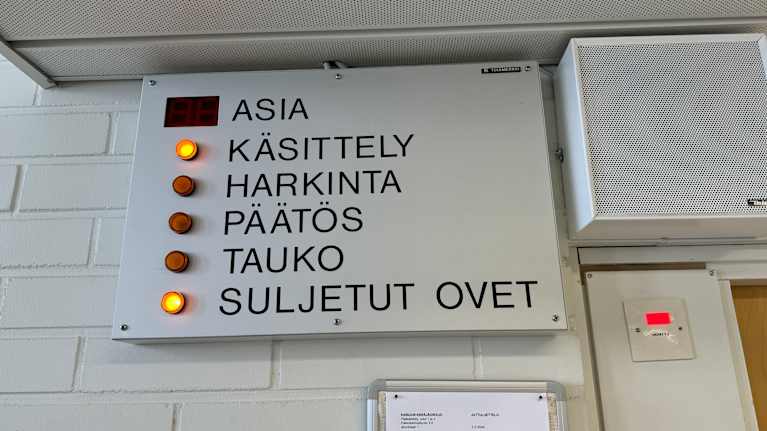 ASIA
KÄSITTELY
HARKINTA
PÄÄTÖS
TAUKO
SULJETUT OVET